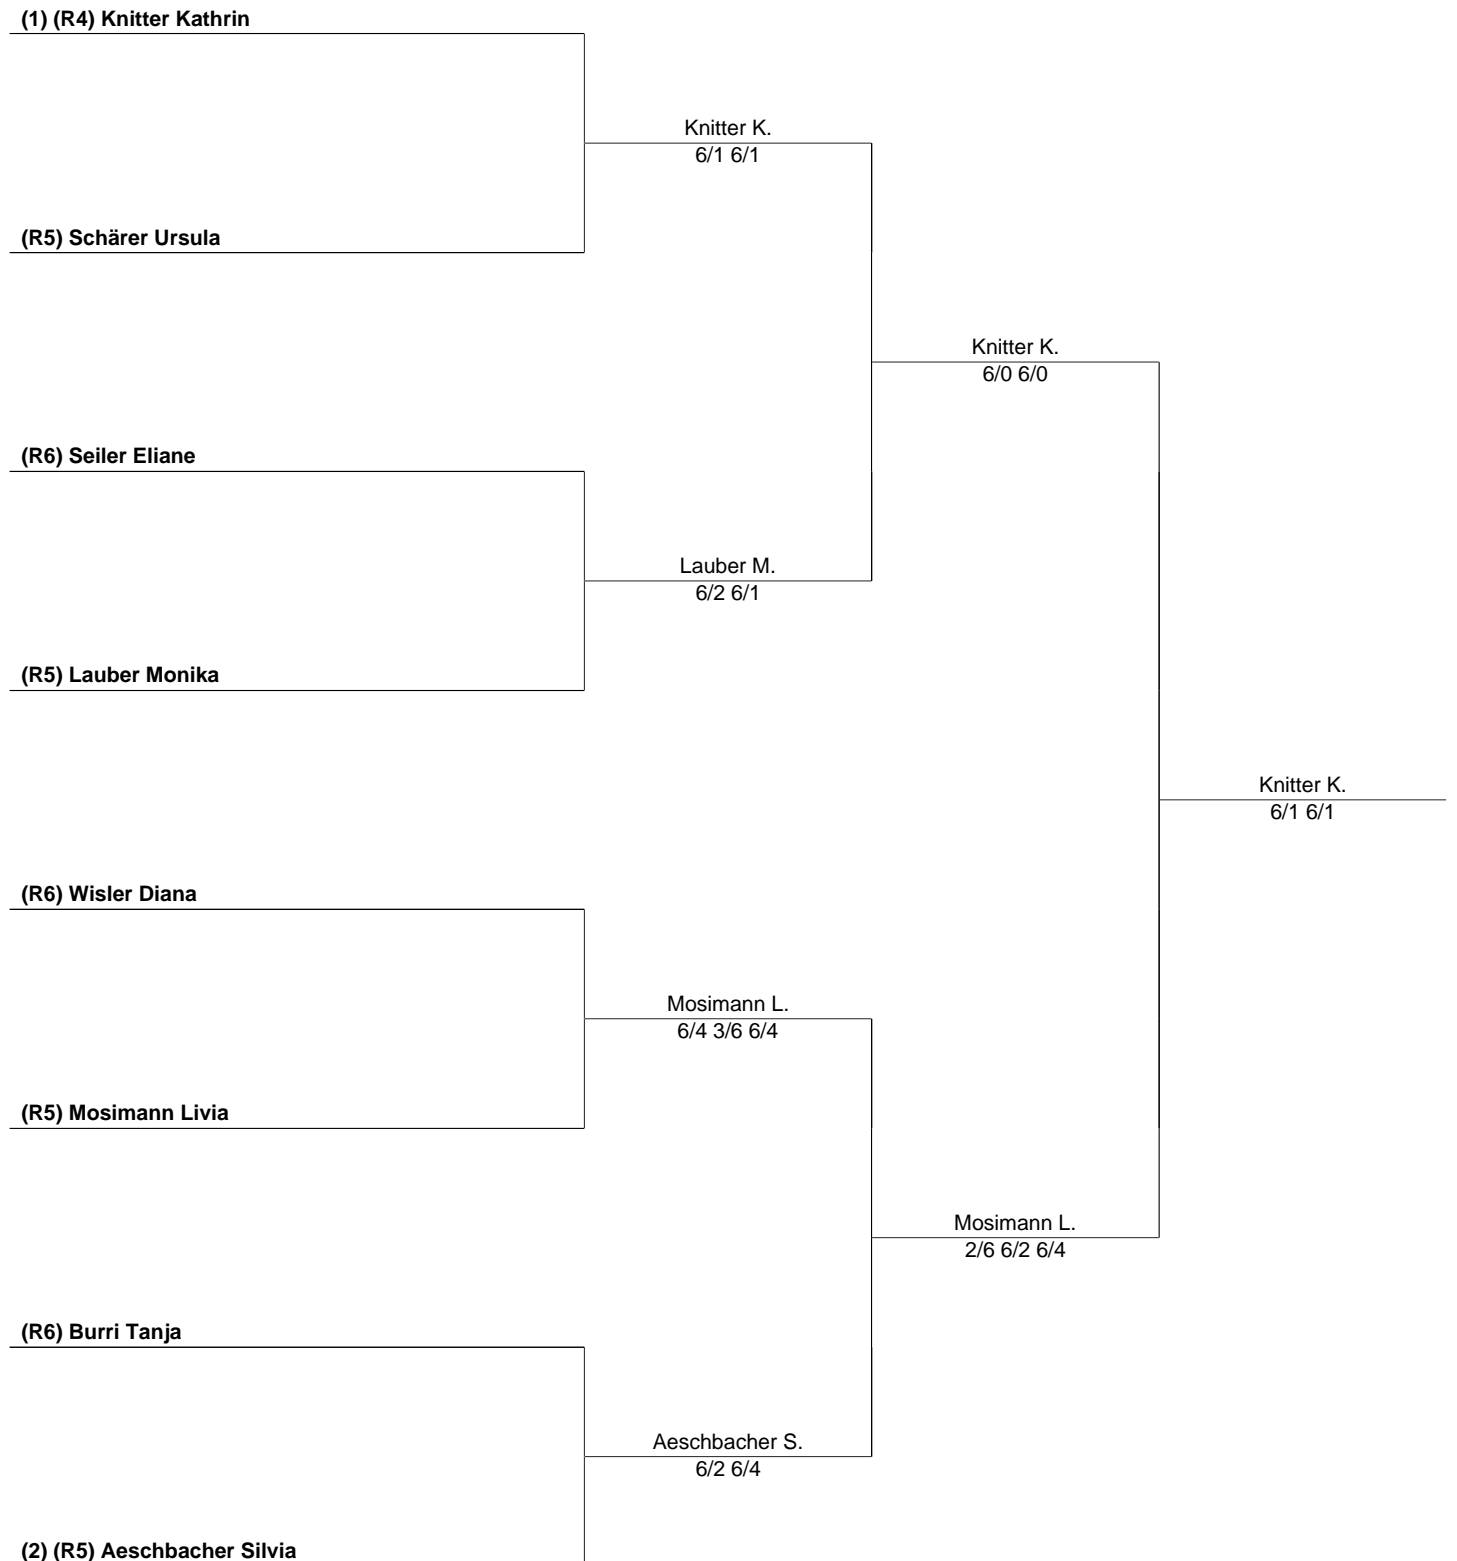 (1) (R4) Knitter Kathrin
Knitter K.
6/1 6/1
(R5) Schärer Ursula
Knitter K.
6/0 6/0
(R6) Seiler Eliane
Lauber M.
6/2 6/1
(R5) Lauber Monika
Knitter K.
6/1 6/1
(R6) Wisler Diana
Mosimann L.
6/4 3/6 6/4
(R5) Mosimann Livia
Mosimann L.
2/6 6/2 6/4
(R6) Burri Tanja
Aeschbacher S.
6/2 6/4
(2) (R5) Aeschbacher Silvia